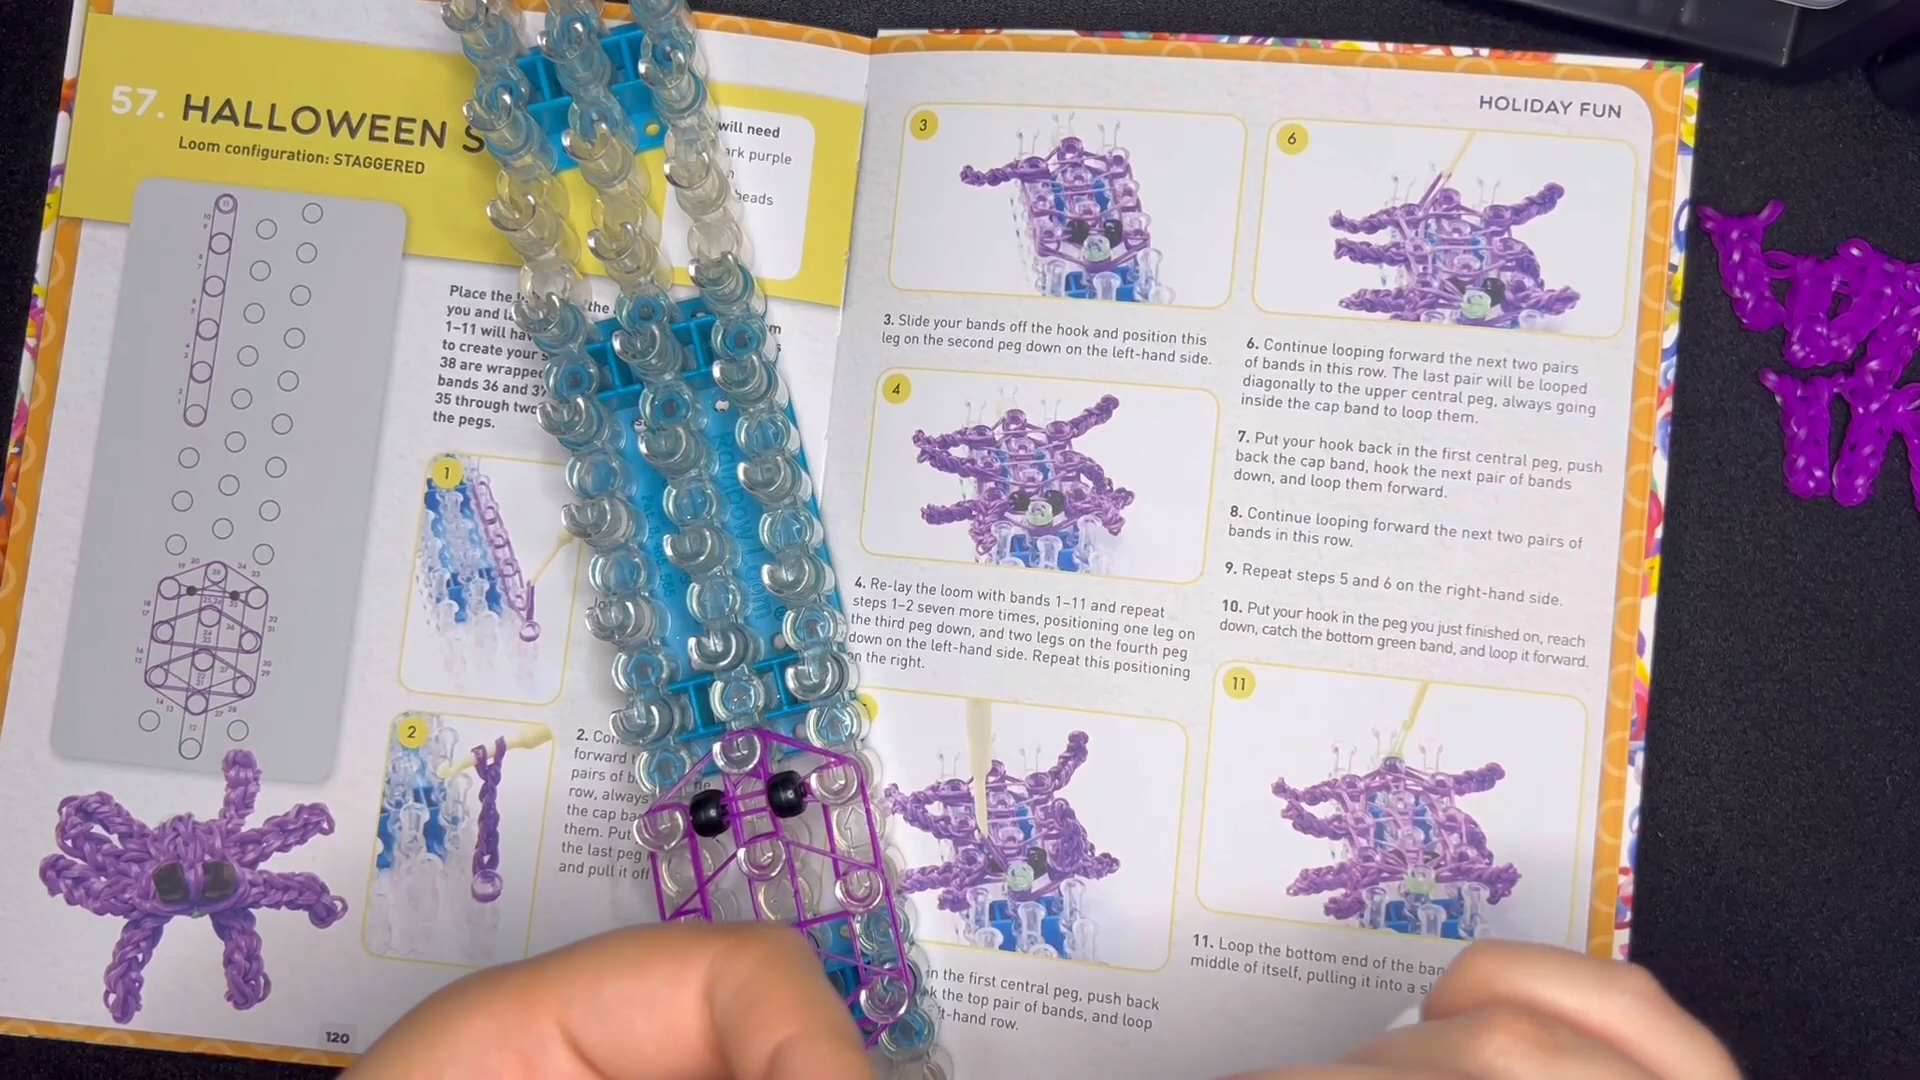 57. HALLOWEEN S
Loom configuration: STAGGERED
will need
ark purple
beads
Place the
the
you and
1–11 will hav
to create your s
38 are wrapped
bands 36 and 37
35 through two
the pegs.
1
2
2. Con
forward
pairs of b
row, always
the cap ba
them. Put
the last peg
and pull it off
120
HOLIDAY FUN
3
3. Slide your bands off the hook and position this
leg on the second peg down on the left-hand side.
4
4. Re-lay the loom with bands 1–11 and repeat
steps 1–2 seven more times, positioning one leg on
the third peg down, and two legs on the fourth peg
down on the left-hand side. Repeat this positioning
on the right.
in the first central peg, push back
k the top pair of bands, and loop
t-hand row.
6
6. Continue looping forward the next two pairs
of bands in this row. The last pair will be looped
diagonally to the upper central peg, always going
inside the cap band to loop them.
7. Put your hook back in the first central peg, push
back the cap band, hook the next pair of bands
down, and loop them forward.
8. Continue looping forward the next two pairs of
bands in this row.
9. Repeat steps 5 and 6 on the right-hand side.
10. Put your hook in the peg you just finished on, reach
down, catch the bottom green band, and loop it forward.
11
11. Loop the bottom end of the ban
middle of itself, pulling it into a sl